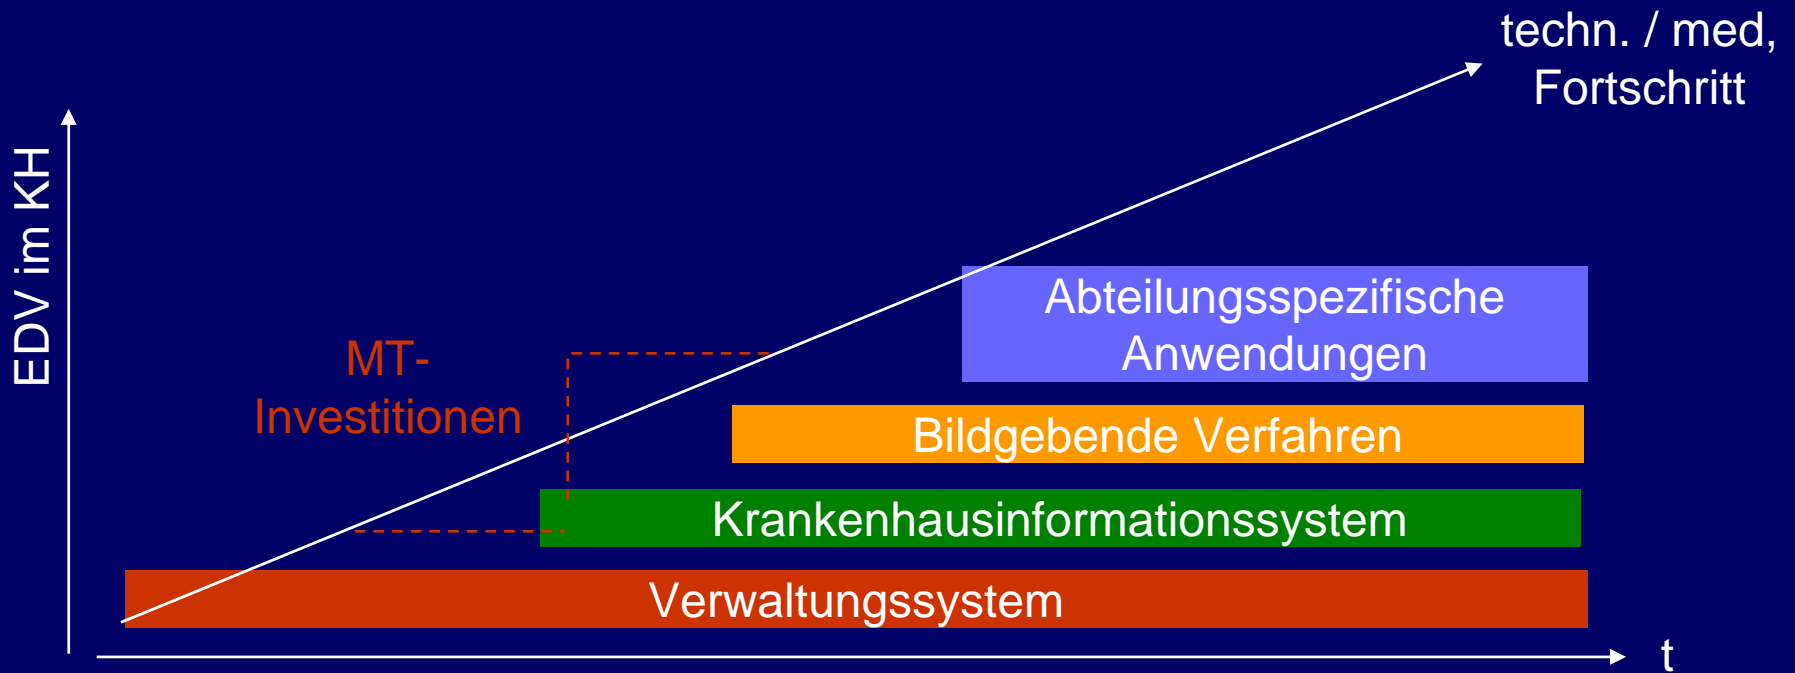 techn. / med,
Fortschritt
EDV im KH
Abteilungsspezifische
Anwendungen
MT-
Investitionen
Bildgebende Verfahren
Krankenhausinformationssystem
Verwaltungssystem
t